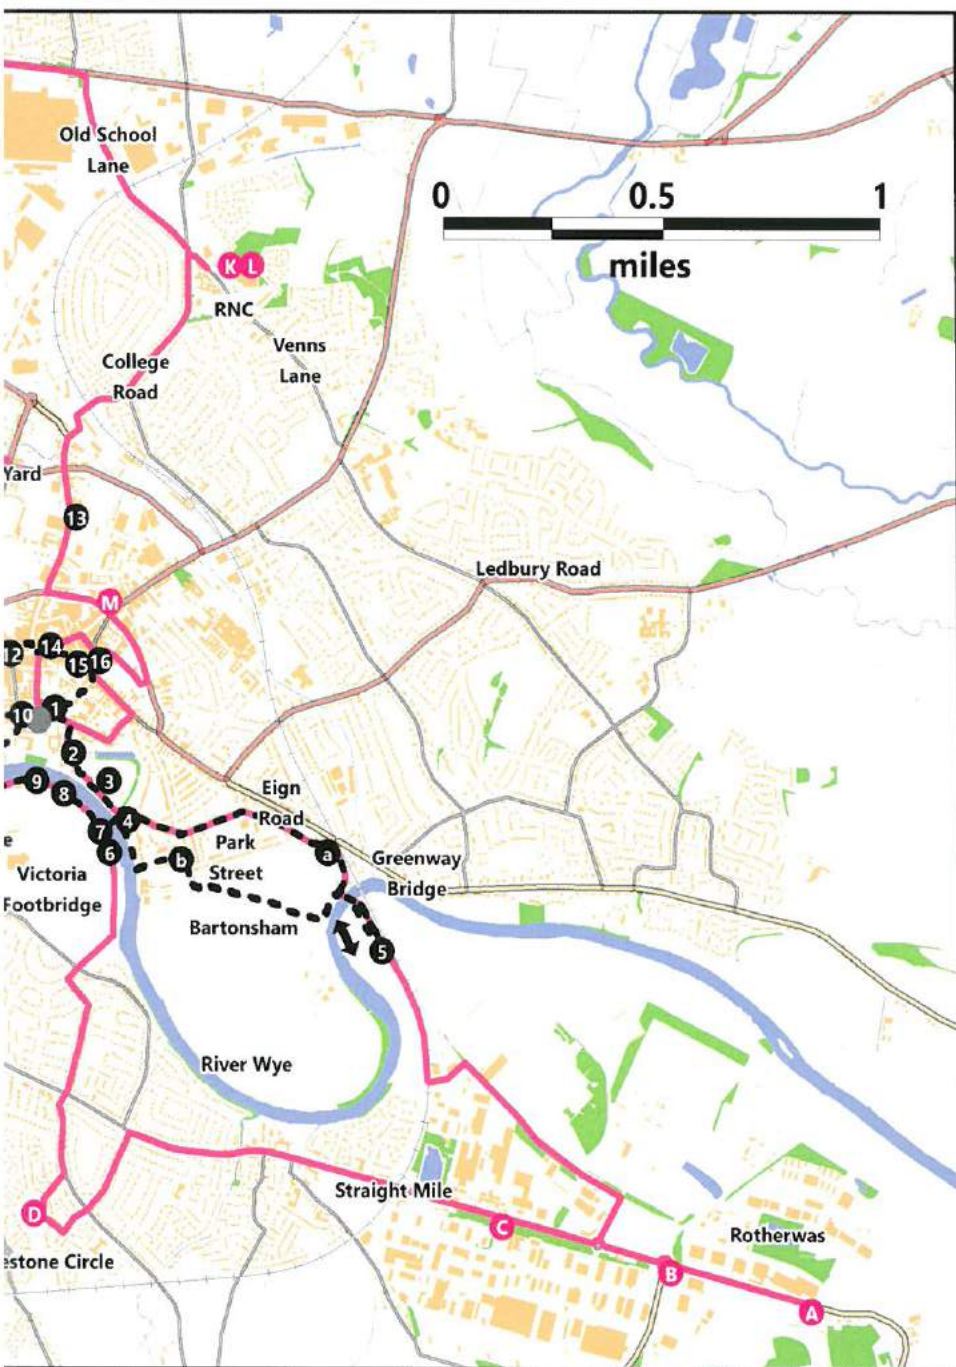 Old School
Lane
0 0.5 1
miles
K L
RNC
Venns
Lane
College
Road
Yard
13
Ledbury Road
M
12
14
15
16
10
1
2
3
9
8
Eign
Road
4
7
6
Park
Street
a
b
Greenway
Bridge
e
Victoria
Footbridge
Bartonsham
5
River Wye
Straight Mile
D
C
Rotherwas
estone Circle
B
A